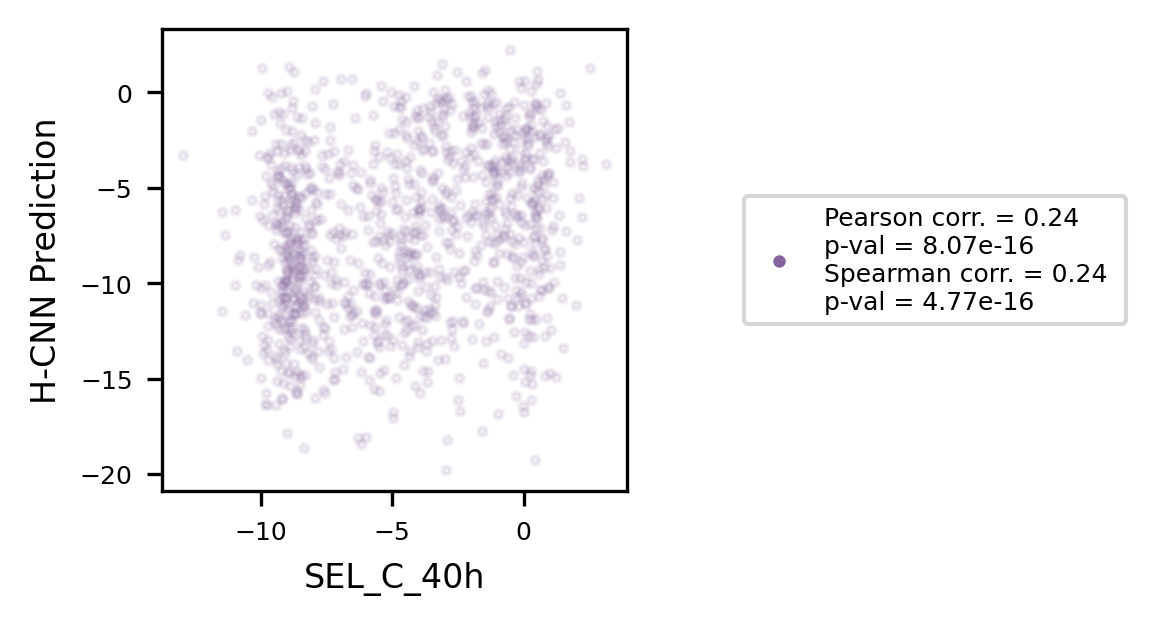 H-CNN Prediction
0
−5
−10
−15
−20
−10
−5
0
SEL_C_40h
Pearson corr. = 0.24
p-val = 8.07e-16
Spearman corr. = 0.24
p-val = 4.77e-16